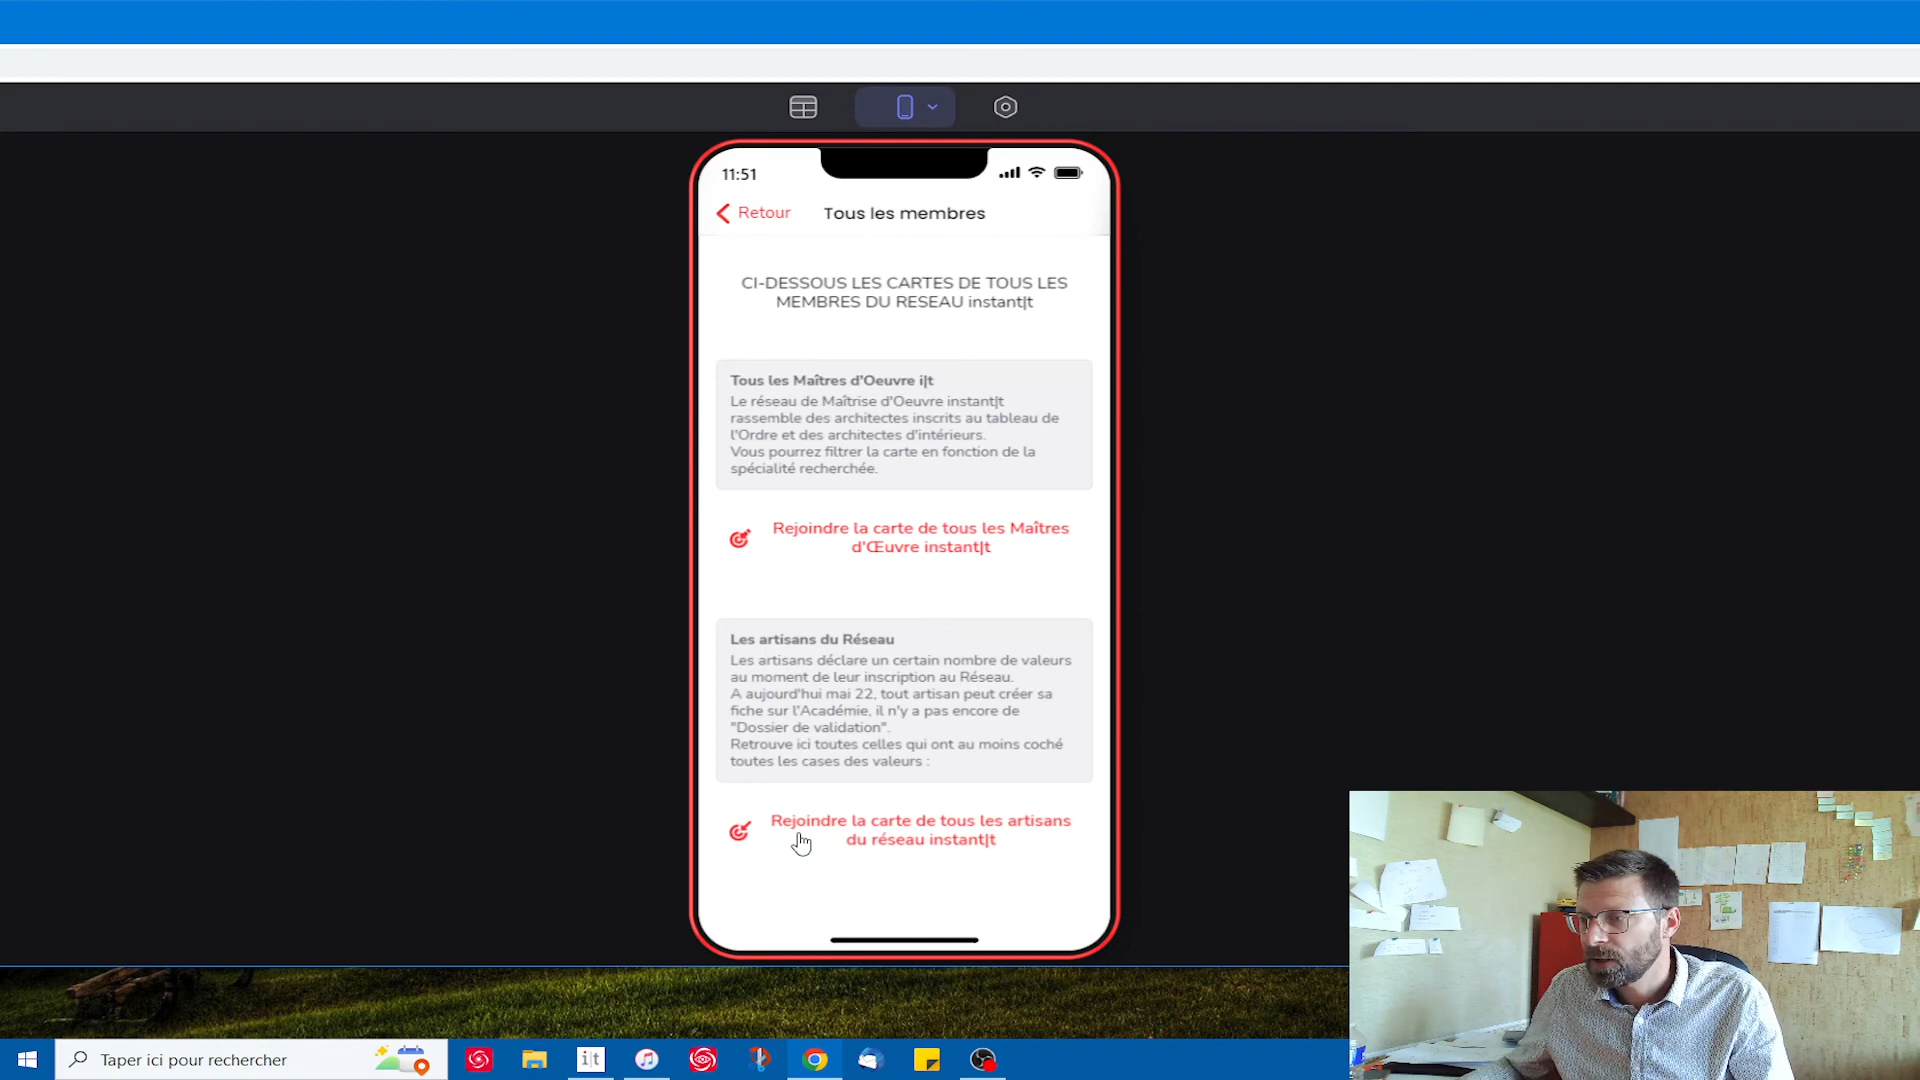 11:51
Retour
Tous les membres
CI-DESSOUS LES CARTES DE TOUS LES
MEMBRES DU RESEAU instant|t
Tous les Maîtres d'Oeuvre i|t
Le réseau de Maîtrise d'Oeuvre instant|t
rassemble des architectes inscrits au tableau de
l'Ordre et des architectes d'intérieurs.
Vous pourrez filtrer la carte en fonction de la
spécialité recherchée.
Rejoindre la carte de tous les Maîtres
d'Œuvre instant|t
Les artisans du Réseau
Les artisans déclare un certain nombre de valeurs
au moment de leur inscription au Réseau.
A aujourd'hui mai 22, tout artisan peut créer sa
fiche sur l'Académie, il n'y a pas encore de
"Dossier de validation".
Retrouve ici toutes celles qui ont au moins coché
toutes les cases des valeurs :
Rejoindre la carte de tous les artisans
du réseau instant|t
Taper ici pour rechercher
i|t